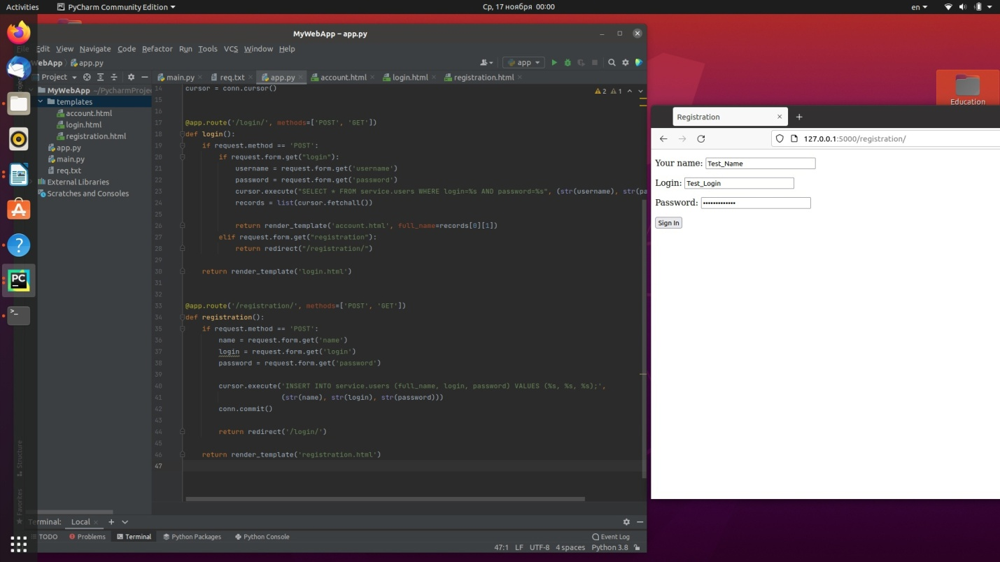 Activities PyCharm Community Edition Ср, 17 ноября 00:00 en
MyWebApp – app.py
File Edit View Navigate Code Refactor Run Tools VCS Window Help
WebApp app.py app
Project main.py req.txt app.py account.html login.html registration.html
MyWebApp ~/PycharmProje
templates
account.html
login.html
registration.html
app.py
main.py
req.txt
External Libraries
Scratches and Consoles
2 1
14 cursor = conn.cursor()
15
16
17 @app.route('/login/', methods=['POST', 'GET'])
18 def login():
19 if request.method == 'POST':
20 if request.form.get("login"):
21 username = request.form.get('username')
22 password = request.form.get('password')
23 cursor.execute("SELECT * FROM service.users WHERE login=%s AND password=%s", (str(username), str(pa
24 records = list(cursor.fetchall())
25
26 return render_template('account.html', full_name=records[0][1])
27 elif request.form.get("registration"):
28 return redirect("/registration/")
29
30 return render_template('login.html')
31
32
33 @app.route('/registration/', methods=['POST', 'GET'])
34 def registration():
35 if request.method == 'POST':
36 name = request.form.get('name')
37 login = request.form.get('login')
38 password = request.form.get('password')
39
40 cursor.execute('INSERT INTO service.users (full_name, login, password) VALUES (%s, %s, %s);',
41 (str(name), str(login), str(password)))
42 conn.commit()
43
44 return redirect('/login/')
45
46 return render_template('registration.html')
47
Structure
Favorites
Terminal: Local
TODO Problems Terminal Python Packages Python Console Event Log
47:1 LF UTF-8 4 spaces Python 3.8
Education
Registration
127.0.0.1:5000/registration/
Your name: Test_Name
Login: Test_Login
Password: •••••••••••••
Sign In